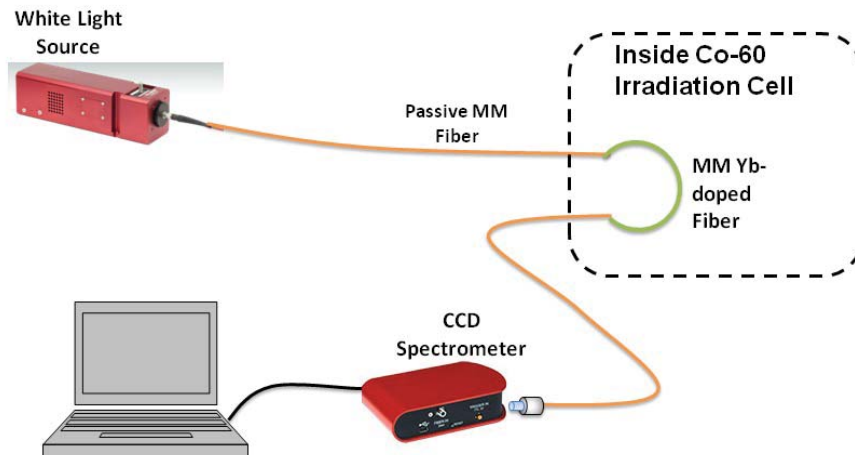 White Light
Source
Inside Co-60
Irradiation Cell
Passive MM
Fiber
MM Yb-
doped
Fiber
CCD
Spectrometer